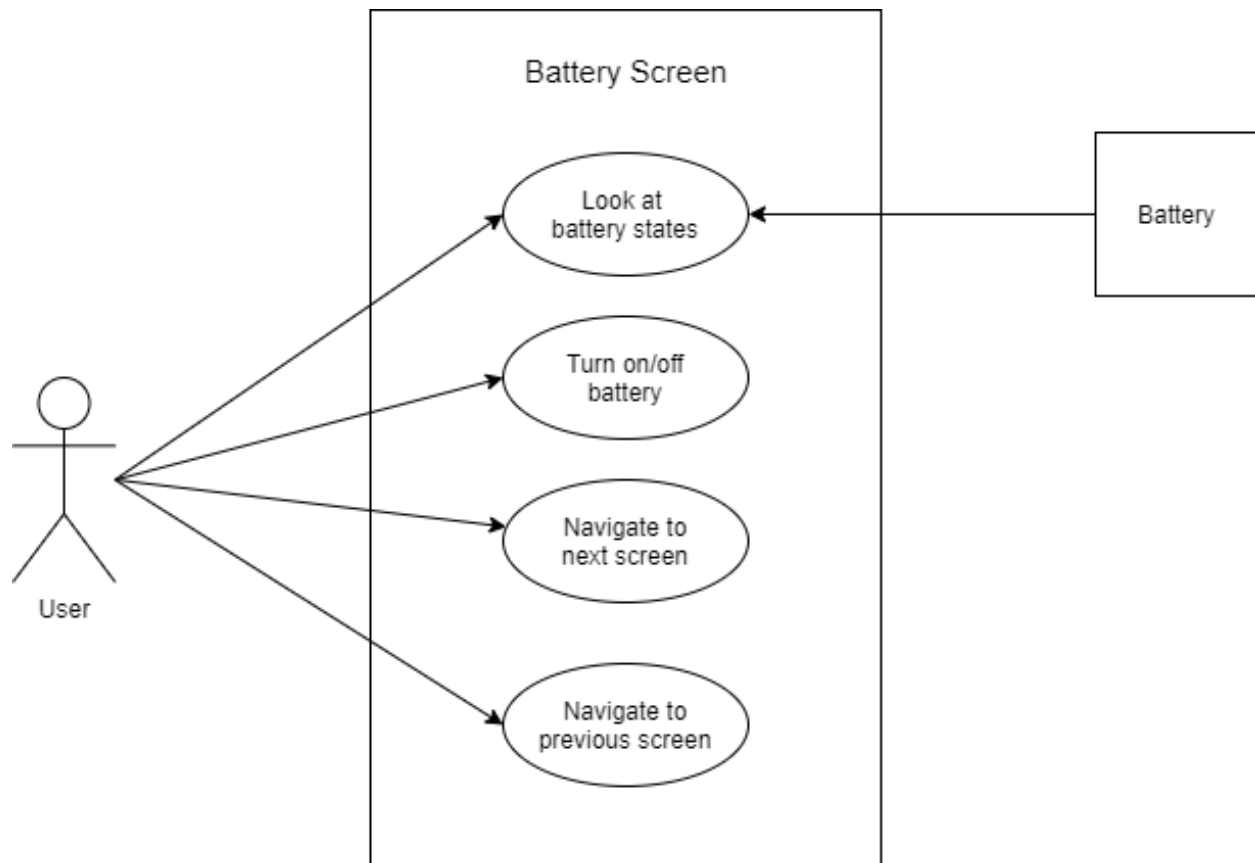 Battery Screen
Look at
battery states
Battery
Turn on/off
battery
Navigate to
next screen
User
Navigate to
previous screen